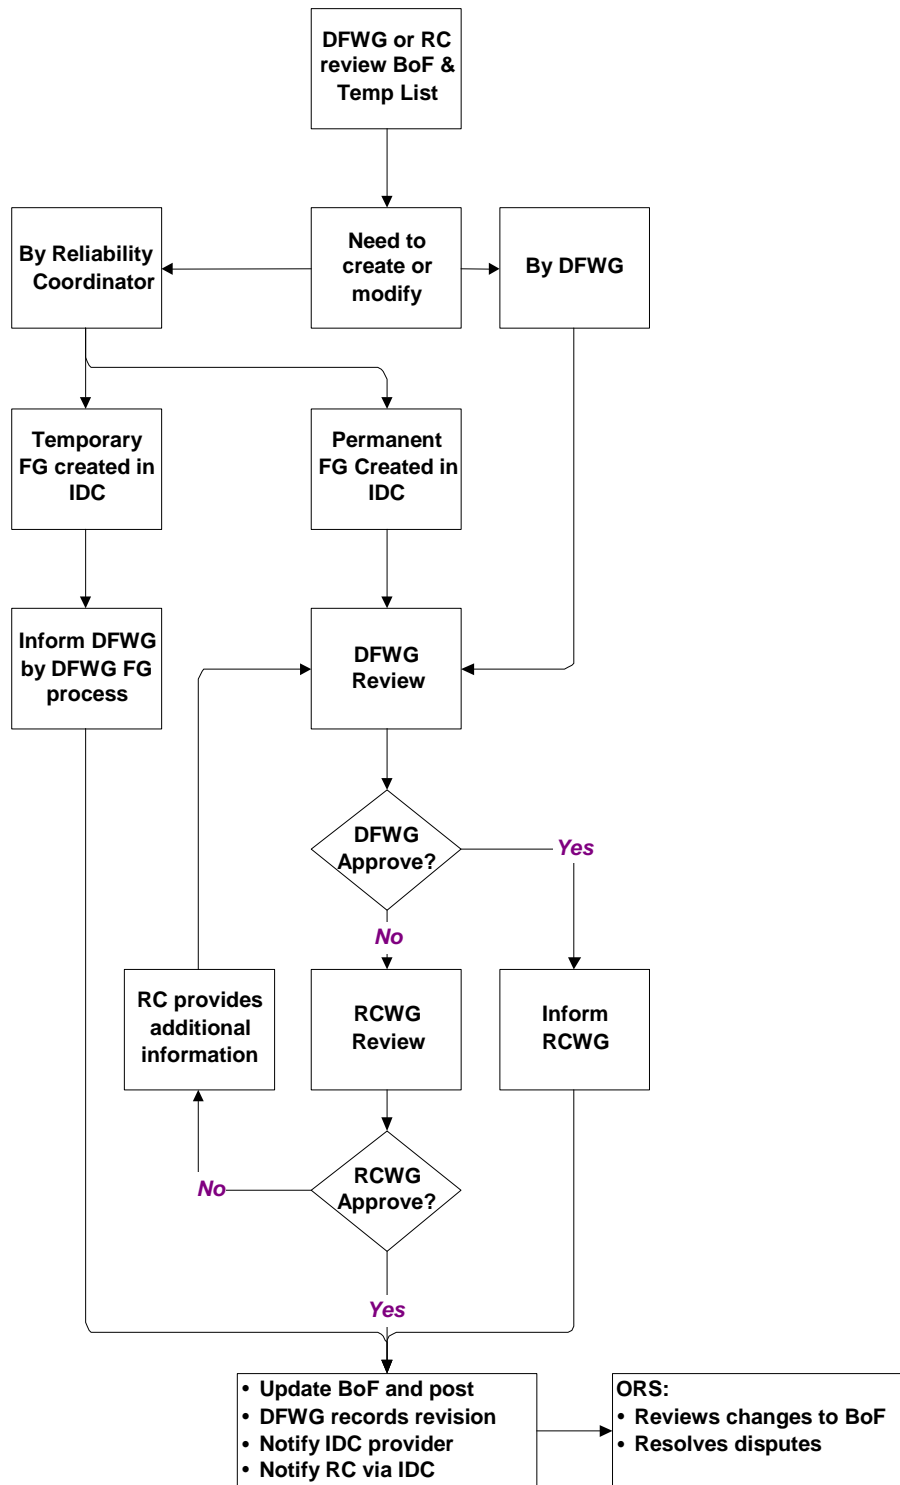 DFWG or RC
review BoF &
Temp List
By Reliability
Coordinator
Need to
create or
modify
By DFWG
Temporary
FG created in
IDC
Permanent
FG Created in
IDC
Inform DFWG
by DFWG FG
process
DFWG
Review
DFWG
Approve?
Yes
No
RC provides
additional
information
RCWG
Review
Inform
RCWG
RCWG
Approve?
No
Yes
• Update BoF and post
• DFWG records revision
• Notify IDC provider
• Notify RC via IDC
ORS:
• Reviews changes to BoF
• Resolves disputes